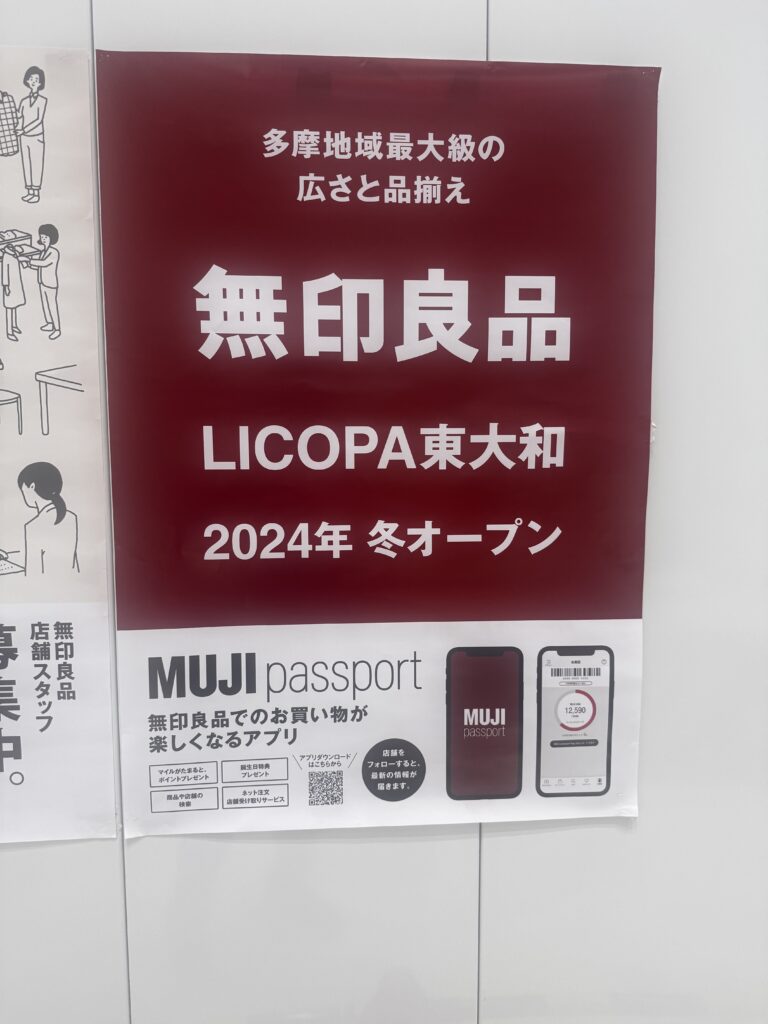 多摩地域最大級の
広さと品揃え
無印良品
LICOPA東大和
2024年 冬オープン
MUJI passport
無印良品でのお買い物が
楽しくなるアプリ
マイルがたまると、
ポイントプレゼント
誕生日特典
プレゼント
商品や店舗の
検索
ネット注文
店舗受け取りサービス
アプリダウンロード
はこちらから
店舗を
フォローすると、
最新の情報が
届きます。
MUJI
passport
12,590
無印良品
店舗スタッフ
募集中。